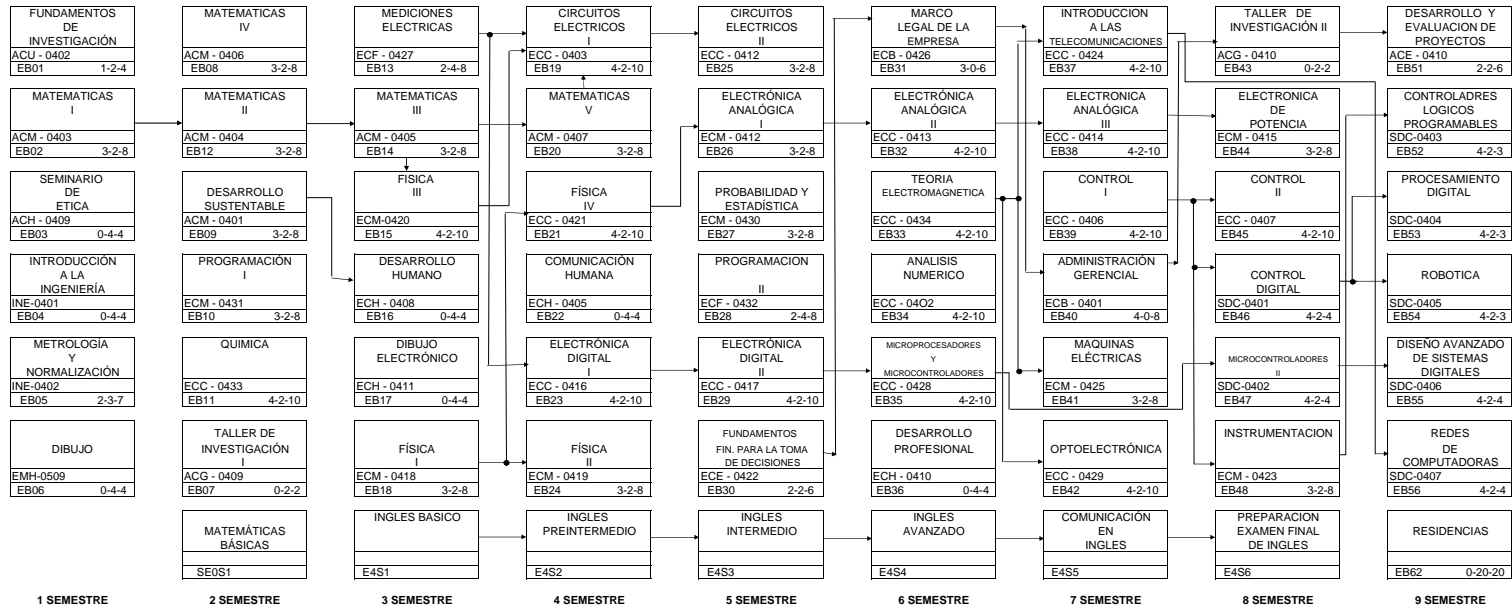 FUNDAMENTOS
DE
INVESTIGACIÓN
ACU - 0402
EB01 1-2-4
MATEMATICAS
I
ACM - 0403
EB02 3-2-8
SEMINARIO
DE
ETICA
ACH - 0409
EB03 0-4-4
INTRODUCCIÓN
A LA
INGENIERÍA
INE-0401
EB04 0-4-4
METROLOGÍA
Y
NORMALIZACIÓN
INE-0402
EB05 2-3-7
DIBUJO
EMH-0509
EB06 0-4-4
1 SEMESTRE
MATEMATICAS
IV
ACM - 0406
EB08 3-2-8
MATEMATICAS
II
ACM - 0404
EB12 3-2-8
DESARROLLO
SUSTENTABLE
ACM - 0401
EB09 3-2-8
PROGRAMACIÓN
I
ECM - 0431
EB10 3-2-8
QUIMICA
ECC - 0433
EB11 4-2-10
TALLER DE
INVESTIGACIÓN
I
ACG - 0409
EB07 0-2-2
MATEMÁTICAS
BÁSICAS
SE0S1
2 SEMESTRE
MEDICIONES
ELECTRICAS
ECF - 0427
EB13 2-4-8
MATEMATICAS
III
ACM - 0405
EB14 3-2-8
FISICA
III
ECM-0420
EB15 4-2-10
DESARROLLO
HUMANO
ECH - 0408
EB16 0-4-4
DIBUJO
ELECTRÓNICO
ECH - 0411
EB17 0-4-4
FÍSICA
I
ECM - 0418
EB18 3-2-8
INGLES BASICO
E4S1
3 SEMESTRE
CIRCUITOS
ELECTRICOS
I
ECC - 0403
EB19 4-2-10
MATEMATICAS
V
ACM - 0407
EB20 3-2-8
FÍSICA
IV
ECC - 0421
EB21 4-2-10
COMUNICACIÓN
HUMANA
ECH - 0405
EB22 0-4-4
ELECTRÓNICA
DIGITAL
I
ECC - 0416
EB23 4-2-10
FÍSICA
II
ECM - 0419
EB24 3-2-8
INGLES
PREINTERMEDIO
E4S2
4 SEMESTRE
CIRCUITOS
ELECTRICOS
II
ECC - 0412
EB25 3-2-8
ELECTRÓNICA
ANALÓGICA
I
ECM - 0412
EB26 3-2-8
PROBABILIDAD Y
ESTADÍSTICA
ECM - 0430
EB27 3-2-8
PROGRAMACION
II
ECF - 0432
EB28 2-4-8
ELECTRÓNICA
DIGITAL
II
ECC - 0417
EB29 4-2-10
FUNDAMENTOS
FIN. PARA LA TOMA
DE DECISIONES
ECE - 0422
EB30 2-2-6
INGLES
INTERMEDIO
E4S3
5 SEMESTRE
MARCO
LEGAL DE LA
EMPRESA
ECB - 0426
EB31 3-0-6
ELECTRÓNICA
ANALÓGICA
II
ECC - 0413
EB32 4-2-10
TEORIA
ELECTROMAGNETICA
ECC - 0434
EB33 4-2-10
ANALISIS
NUMERICO
ECC - 04O2
EB34 4-2-10
MICROPROCESADORES
Y
MICROCONTROLADORES
ECC - 0428
EB35 4-2-10
DESARROLLO
PROFESIONAL
ECH - 0410
EB36 0-4-4
INGLES
AVANZADO
E4S4
6 SEMESTRE
INTRODUCCION
A LAS
TELECOMUNICACIONES
ECC - 0424
EB37 4-2-10
ELECTRONICA
ANALÓGICA
III
ECC - 0414
EB38 4-2-10
CONTROL
I
ECC - 0406
EB39 4-2-10
ADMINISTRACIÓN
GERENCIAL
ECB - 0401
EB40 4-0-8
MAQUINAS
ELÉCTRICAS
ECM - 0425
EB41 3-2-8
OPTOELECTRÓNICA
ECC - 0429
EB42 4-2-10
COMUNICACIÓN
EN
INGLES
E4S5
7 SEMESTRE
TALLER DE
INVESTIGACIÓN II
ACG - 0410
EB43 0-2-2
ELECTRONICA
DE
POTENCIA
ECM - 0415
EB44 3-2-8
CONTROL
II
ECC - 0407
EB45 4-2-10
CONTROL
DIGITAL
SDC-0401
EB46 4-2-4
MICROCONTROLADORES
II
SDC-0402
EB47 4-2-4
INSTRUMENTACION
ECM - 0423
EB48 3-2-8
PREPARACION
EXAMEN FINAL
DE INGLES
E4S6
8 SEMESTRE
DESARROLLO Y
EVALUACION DE
PROYECTOS
ACE - 0410
EB51 2-2-6
CONTROLADRES
LOGICOS
PROGRAMABLES
SDC-0403
EB52 4-2-3
PROCESAMIENTO
DIGITAL
SDC-0404
EB53 4-2-3
ROBOTICA
SDC-0405
EB54 4-2-3
DISEÑO AVANZADO
DE SISTEMAS
DIGITALES
SDC-0406
EB55 4-2-4
REDES
DE
COMPUTADORAS
SDC-0407
EB56 4-2-4
RESIDENCIAS
EB62 0-20-20
9 SEMESTRE